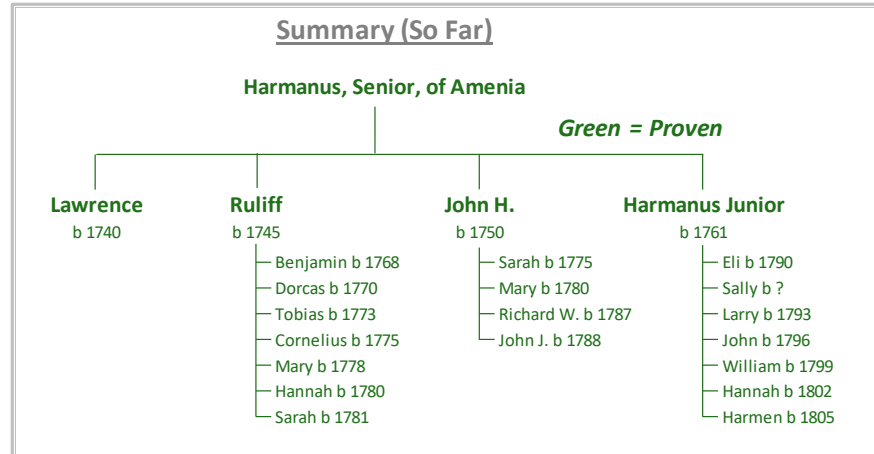 Summary (So Far)
Harmanus, Senior, of Amenia
Green = Proven
Lawrence
b 1740
Ruliff
b 1745
Benjamin b 1768
Dorcas b 1770
Tobias b 1773
Cornelius b 1775
Mary b 1778
Hannah b 1780
Sarah b 1781
John H.
b 1750
Sarah b 1775
Mary b 1780
Richard W. b 1787
John J. b 1788
Harmanus Junior
b 1761
Eli b 1790
Sally b ?
Larry b 1793
John b 1796
William b 1799
Hannah b 1802
Harmen b 1805